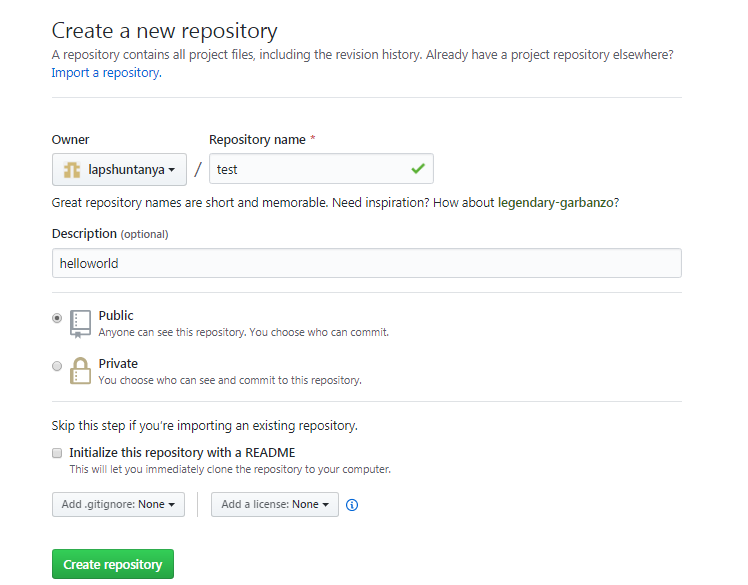 Create a new repository
A repository contains all project files, including the revision history. Already have a project repository elsewhere?
Import a repository.
Owner
Repository name *
lapshuntanya / test
Great repository names are short and memorable. Need inspiration? How about legendary-garbanzo?
Description (optional)
helloworld
Public
Anyone can see this repository. You choose who can commit.
Private
You choose who can see and commit to this repository.
Skip this step if you're importing an existing repository.
Initialize this repository with a README
This will let you immediately clone the repository to your computer.
Add .gitignore: None
Add a license: None
Create repository